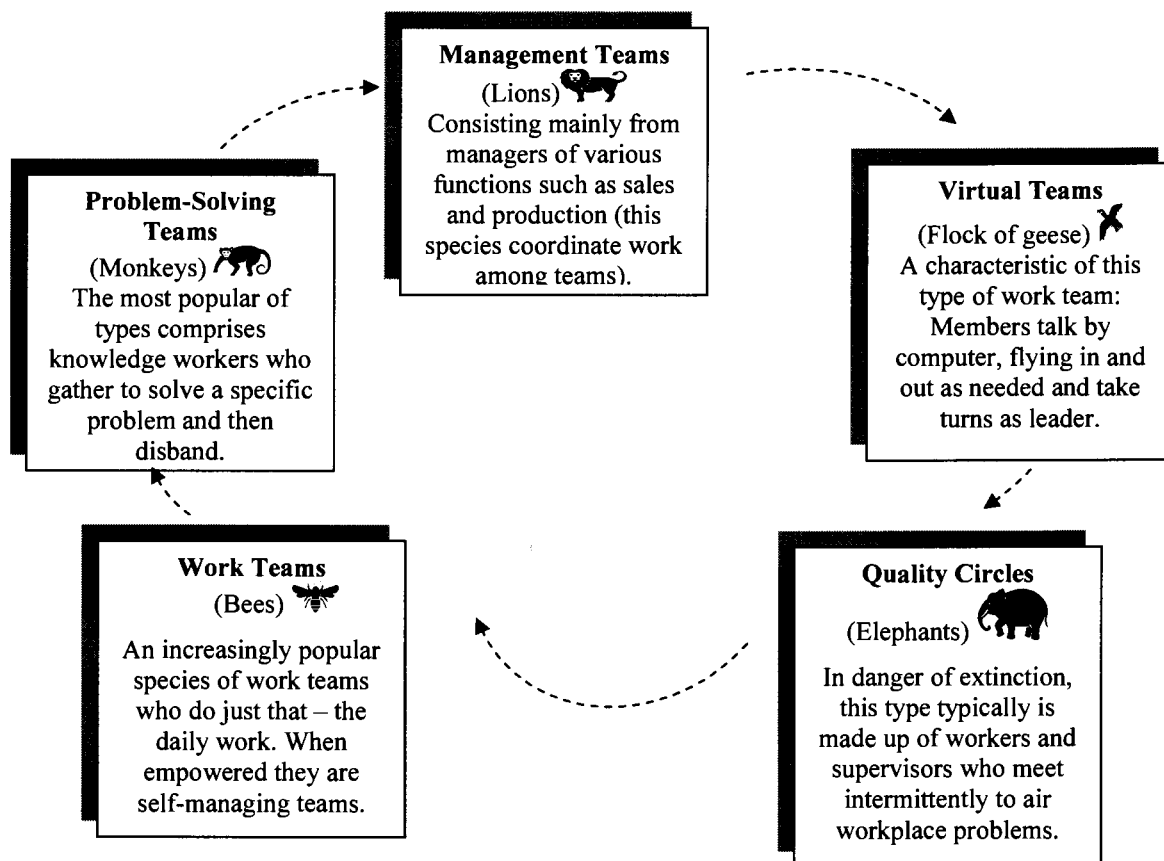 Management Teams
(Lions)
Consisting mainly from
managers of various
functions such as sales
and production (this
species coordinate work
among teams).
Virtual Teams
(Flock of geese)
A characteristic of this
type of work team:
Members talk by
computer, flying in and
out as needed and take
turns as leader.
Quality Circles
(Elephants)
In danger of extinction,
this type typically is
made up of workers and
supervisors who meet
intermittently to air
workplace problems.
Work Teams
(Bees)
An increasingly popular
species of work teams
who do just that – the
daily work. When
empowered they are
self-managing teams.
Problem-Solving
Teams
(Monkeys)
The most popular of
types comprises
knowledge workers who
gather to solve a specific
problem and then
disband.